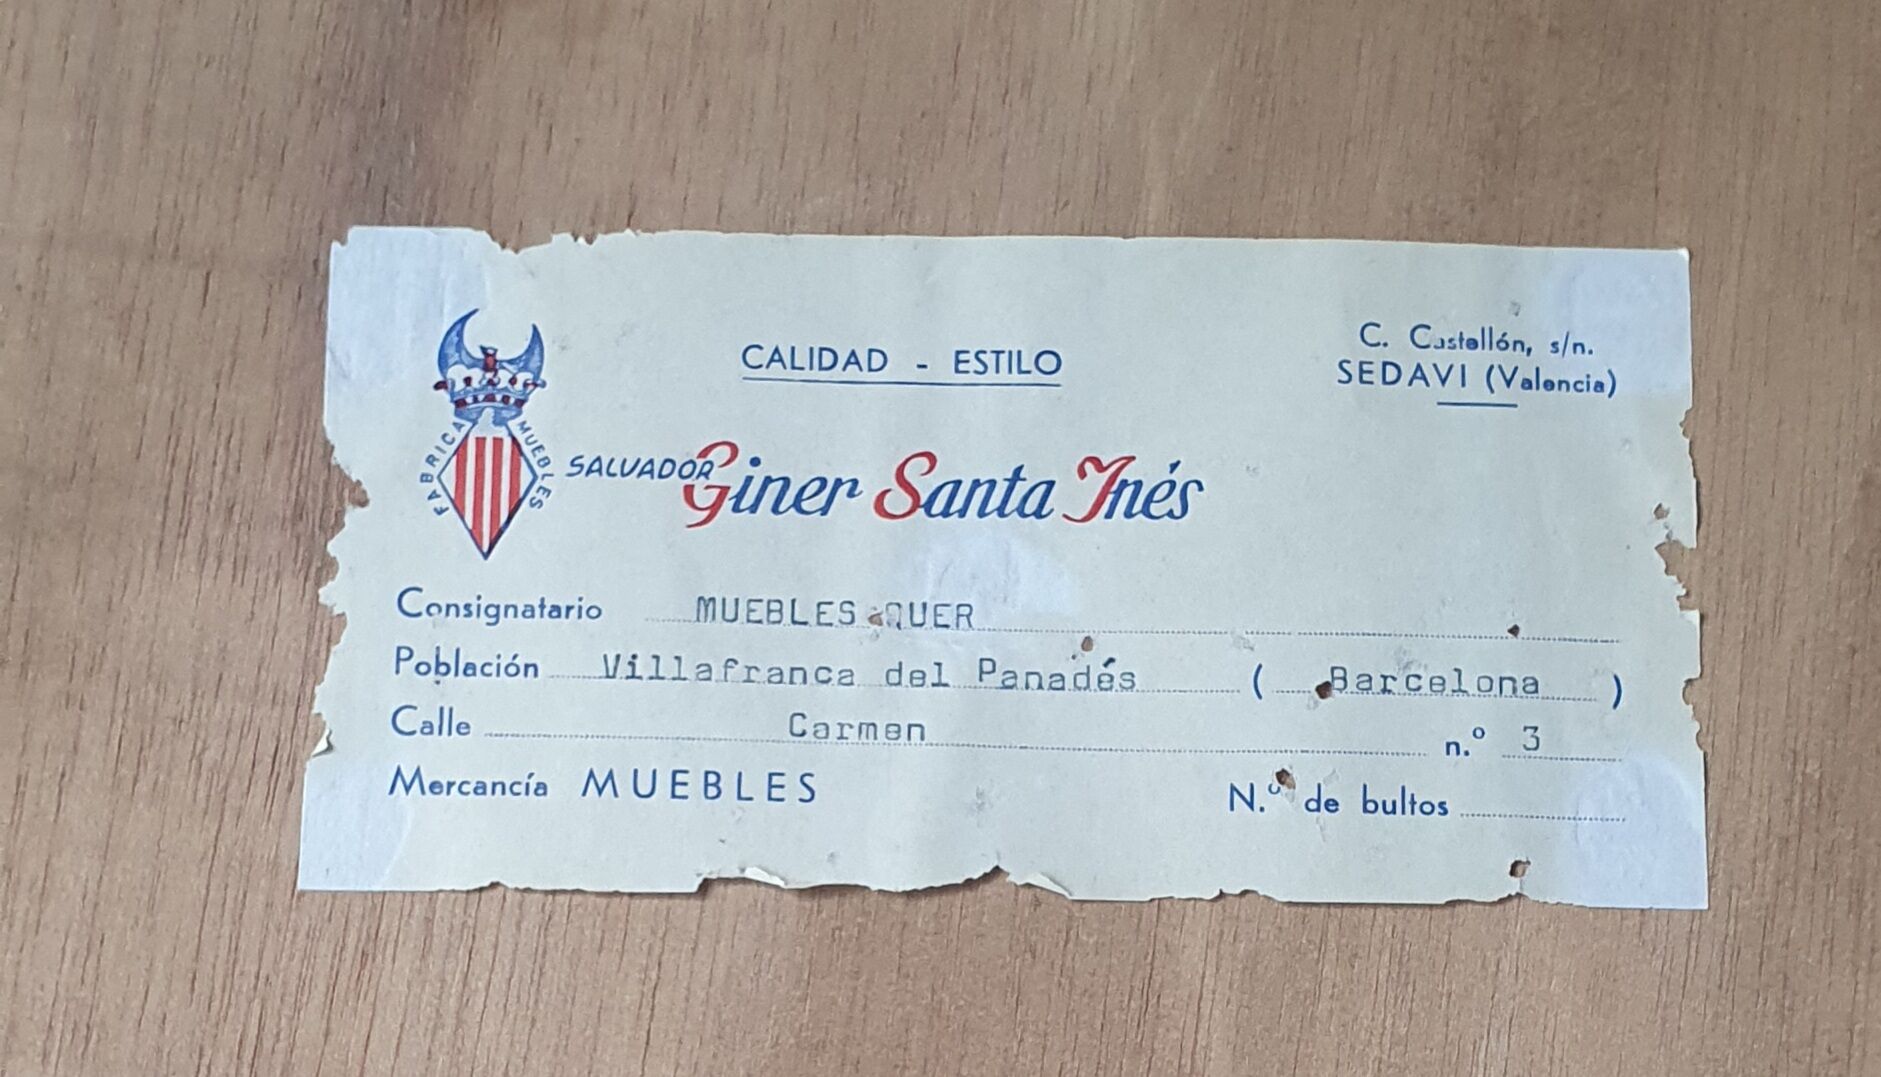 CALIDAD - ESTILO
C. Castellón, s/n.
SEDAVI (Valencia)
FABRICA MUEBLES
SALVADOR Giner Santa Inés
Consignatario MUEBLES QUER
Población Villafranca del Panadés ( Barcelona )
Calle Carmen n.º 3
Mercancía MUEBLES N.º de bultos